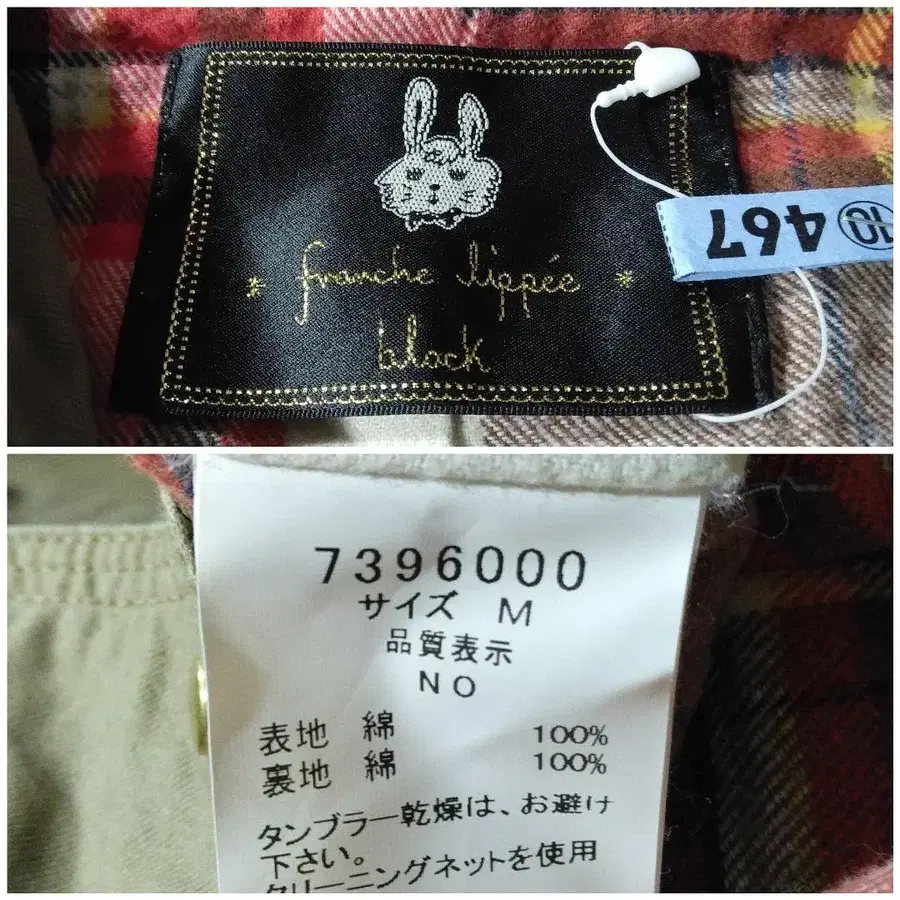 franche lippée
black
467 ⑩
7396000
サイズ M
品質表示
NO
表地 綿 100%
裏地 綿 100%
タンブラー乾燥は、お避け
下さい。
クリーニングネットを使用